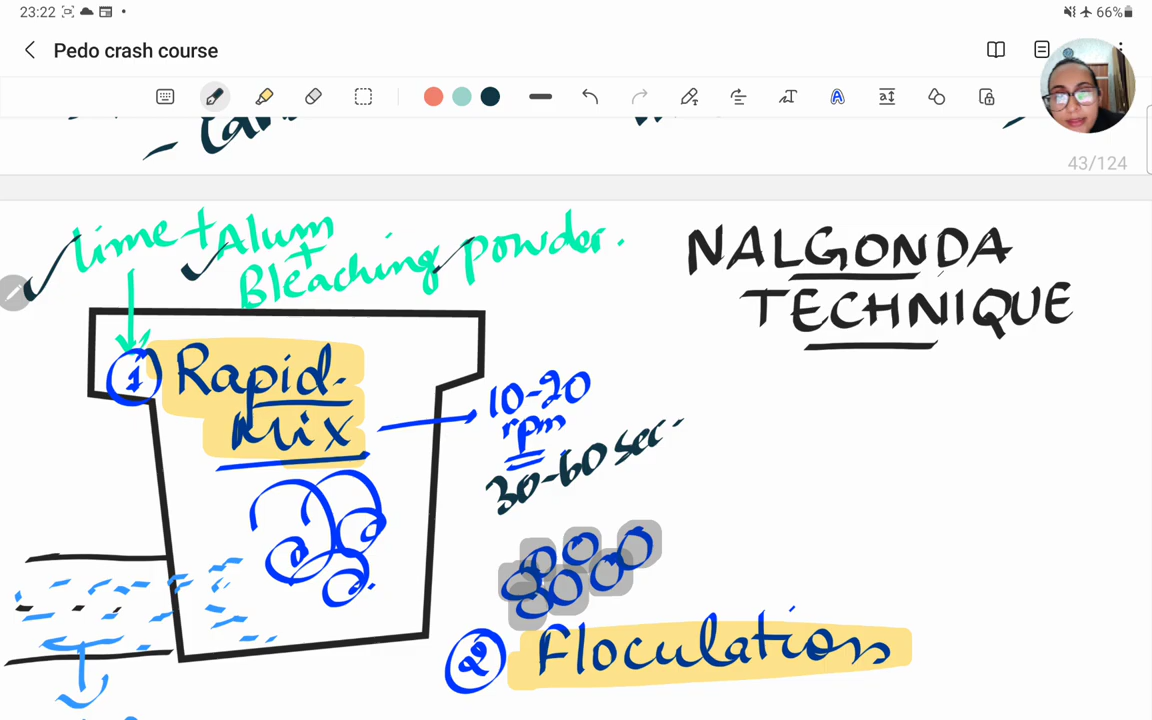 23:22
66%
Pedo crash course
43/124
lime + Alum
+
Bleaching powder.
NALGONDA
TECHNIQUE
1 Rapid-
Mix
10-20
rpm
30-60 sec.
2 Floculation